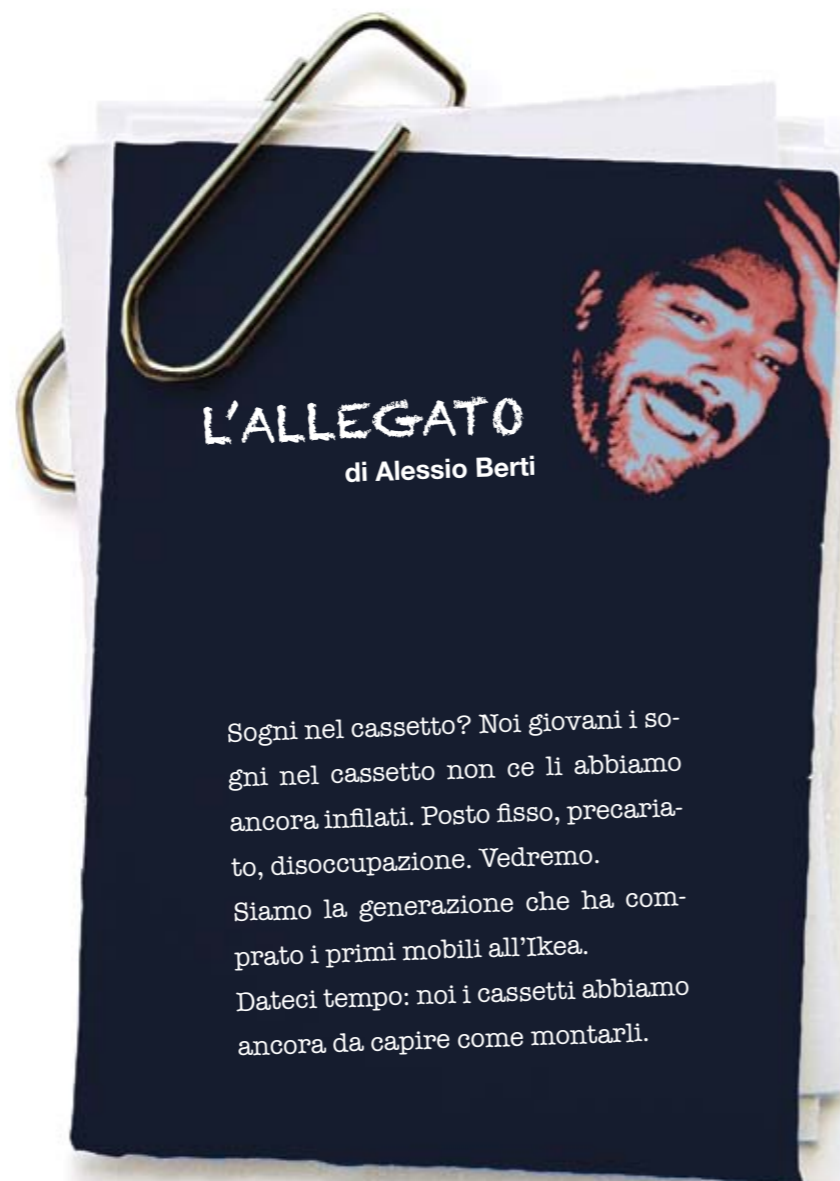 L'ALLEGATO
di Alessio Berti
Sogni nel cassetto? Noi giovani i so-
gni nel cassetto non ce li abbiamo
ancora infilati. Posto fisso, precaria-
to, disoccupazione. Vedremo.
Siamo la generazione che ha com-
prato i primi mobili all'Ikea.
Dateci tempo: noi i cassetti abbiamo
ancora da capire come montarli.